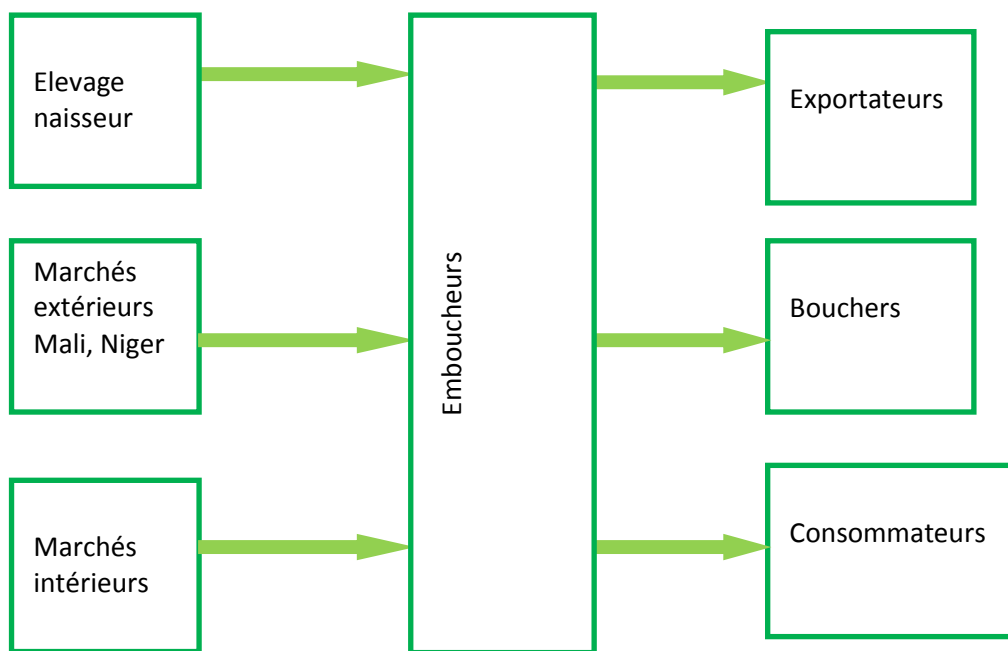 Elevage
naisseur
Marchés
extérieurs
Mali, Niger
Marchés
intérieurs
Emboucheurs
Exportateurs
Bouchers
Consommateurs